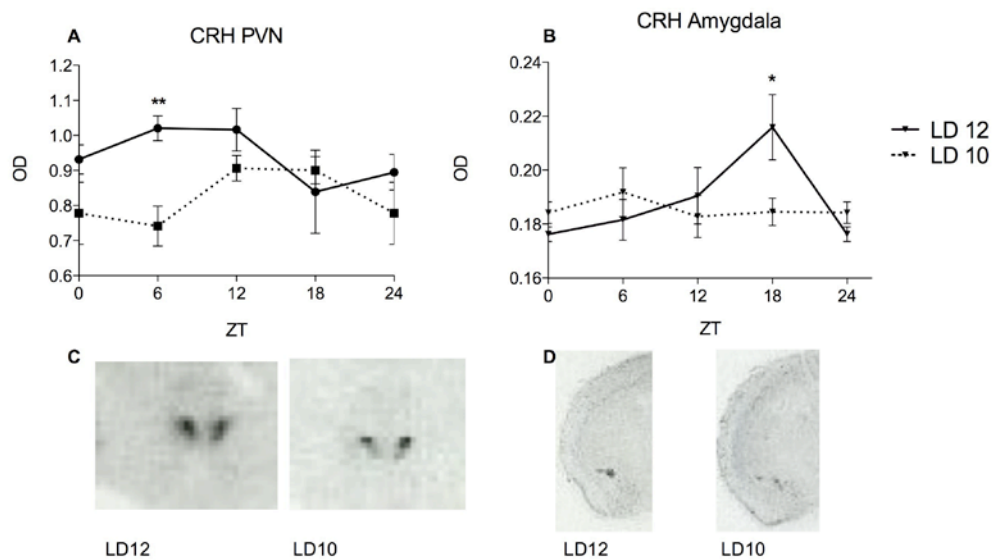 A
CRH PVN
1.2
1.1
1.0
0.9
0.8
0.7
0.6
OD
**
0 6 12 18 24
ZT
B
CRH Amygdala
0.24
0.22
0.20
0.18
0.16
OD
*
0 6 12 18 24
ZT
LD 12
LD 10
C
LD12 LD10
D
LD12 LD10